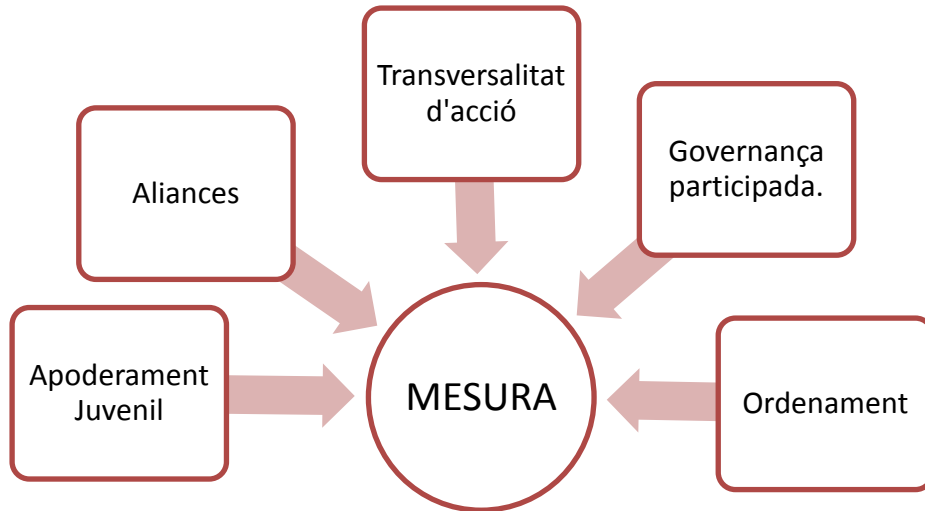 Transversalitat
d'acció
Governança
participada.
Aliances
Apoderament
Juvenil
MESURA
Ordenament